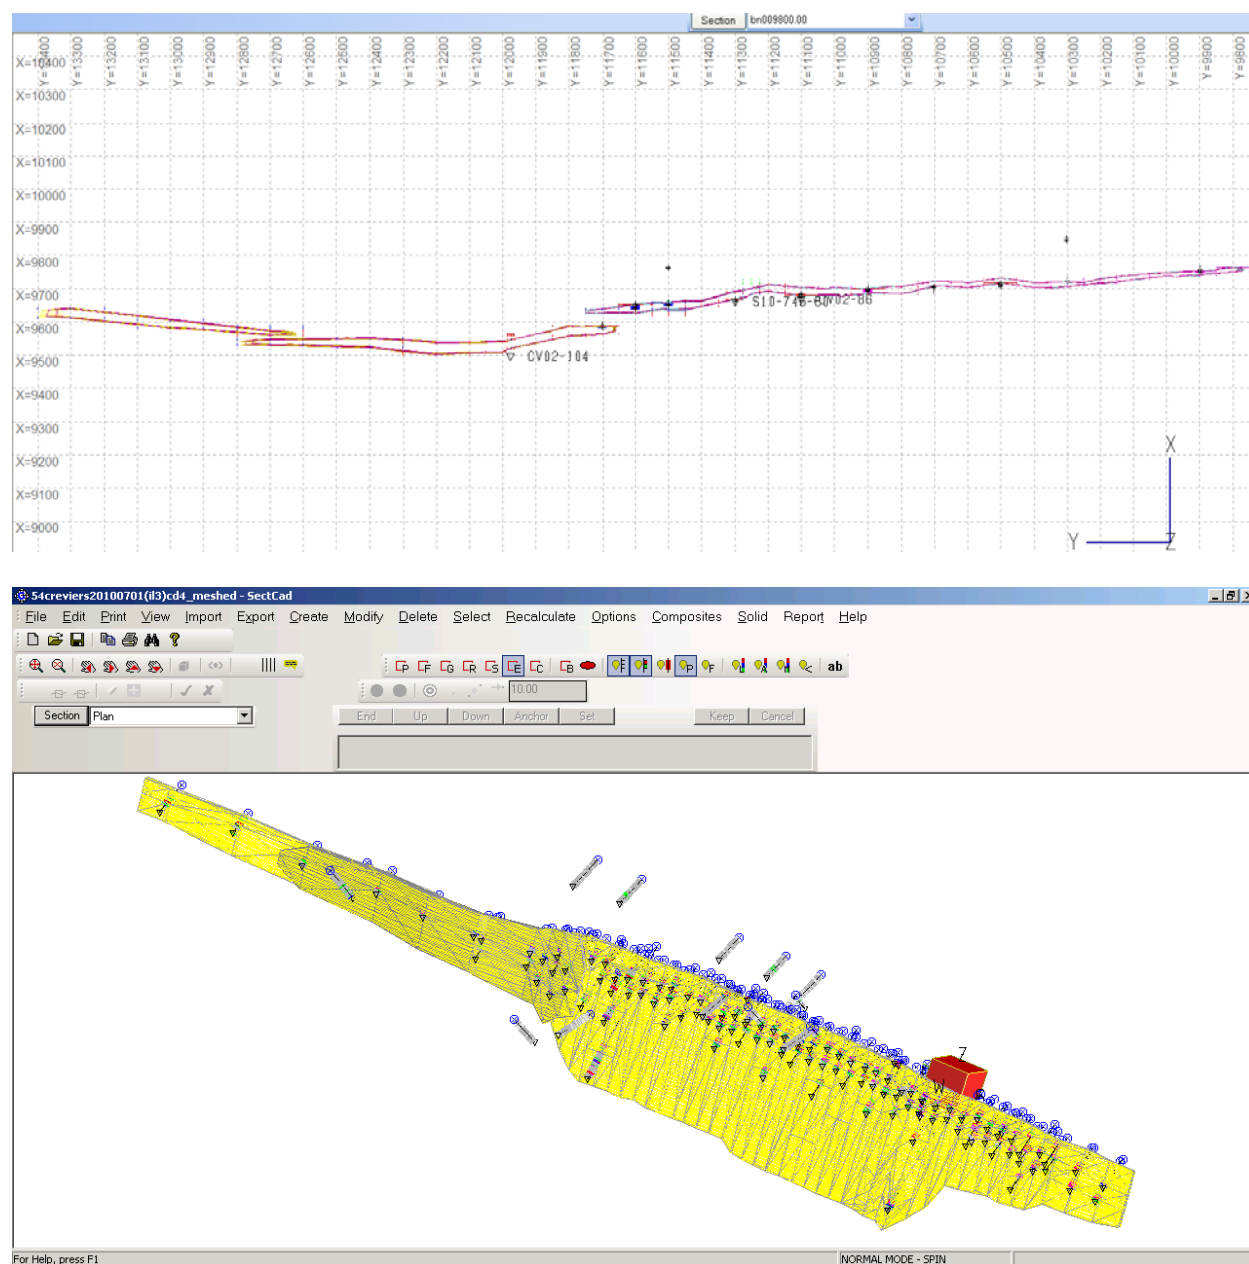 Section bn009800.00
Y=13400 Y=13300 Y=13200 Y=13100 Y=13000 Y=12900 Y=12800 Y=12700 Y=12600 Y=12500 Y=12400 Y=12300 Y=12200 Y=12100 Y=12000 Y=11900 Y=11800 Y=11700 Y=11600 Y=11500 Y=11400 Y=11300 Y=11200 Y=11100 Y=11000 Y=10900 Y=10800 Y=10700 Y=10600 Y=10500 Y=10400 Y=10300 Y=10200 Y=10100 Y=10000 Y=9900 Y=9800
X=10400
X=10300
X=10200
X=10100
X=10000
X=9900
X=9800
X=9700
X=9600
X=9500
CV02-104
X=9400
X=9300
X=9200
X
X=9100
X=9000
Y
Z
54creviers20100701(il3)cd4_meshed - SectCad
File Edit Print View Import Export Create Modify Delete Select Recalculate Options Composites Solid Report Help
P F G R S E C B P F A ab
10.00
Section Plan
End Up Down Anchor Set Keep Cancel
Z
W
For Help, press F1 NORMAL MODE - SPIN